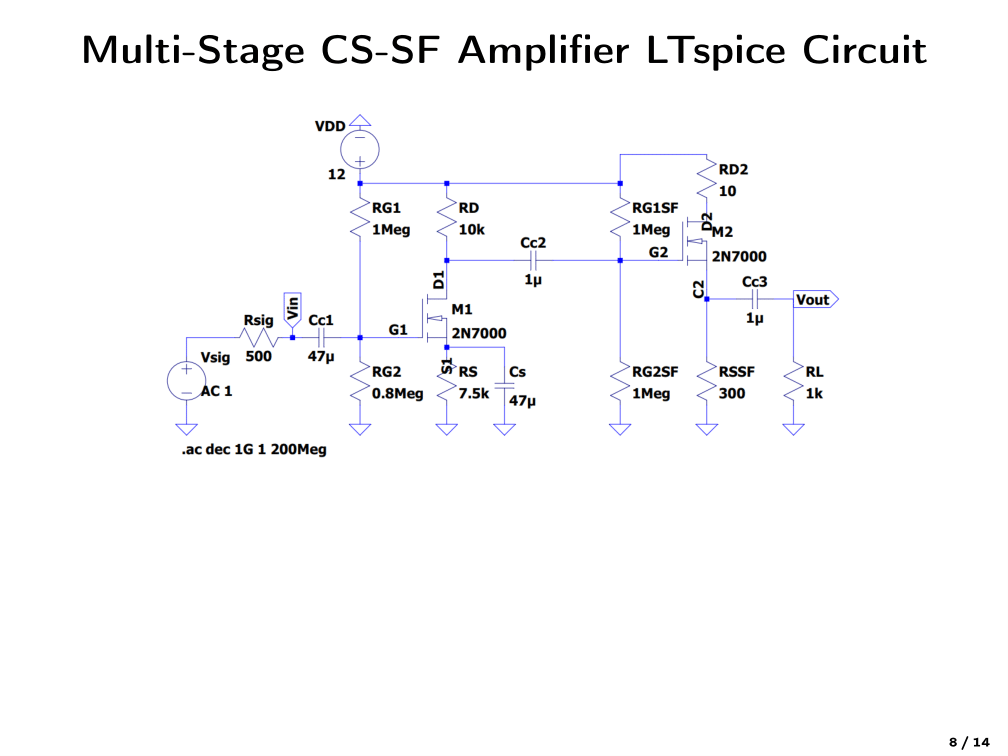 Multi-Stage CS-SF Amplifier LTspice Circuit
VDD
12
RG1
1Meg
RD
10k
Cc2
1µ
RG1SF
1Meg
RD2
10
D2
M2
2N7000
G2
C2
Cc3
1µ
Vout
D1
M1
2N7000
G1
S1
Vin
Rsig
500
Cc1
47µ
Vsig
AC 1
RG2
0.8Meg
RS
7.5k
Cs
47µ
RG2SF
1Meg
RSSF
300
RL
1k
.ac dec 1G 1 200Meg
8 / 14